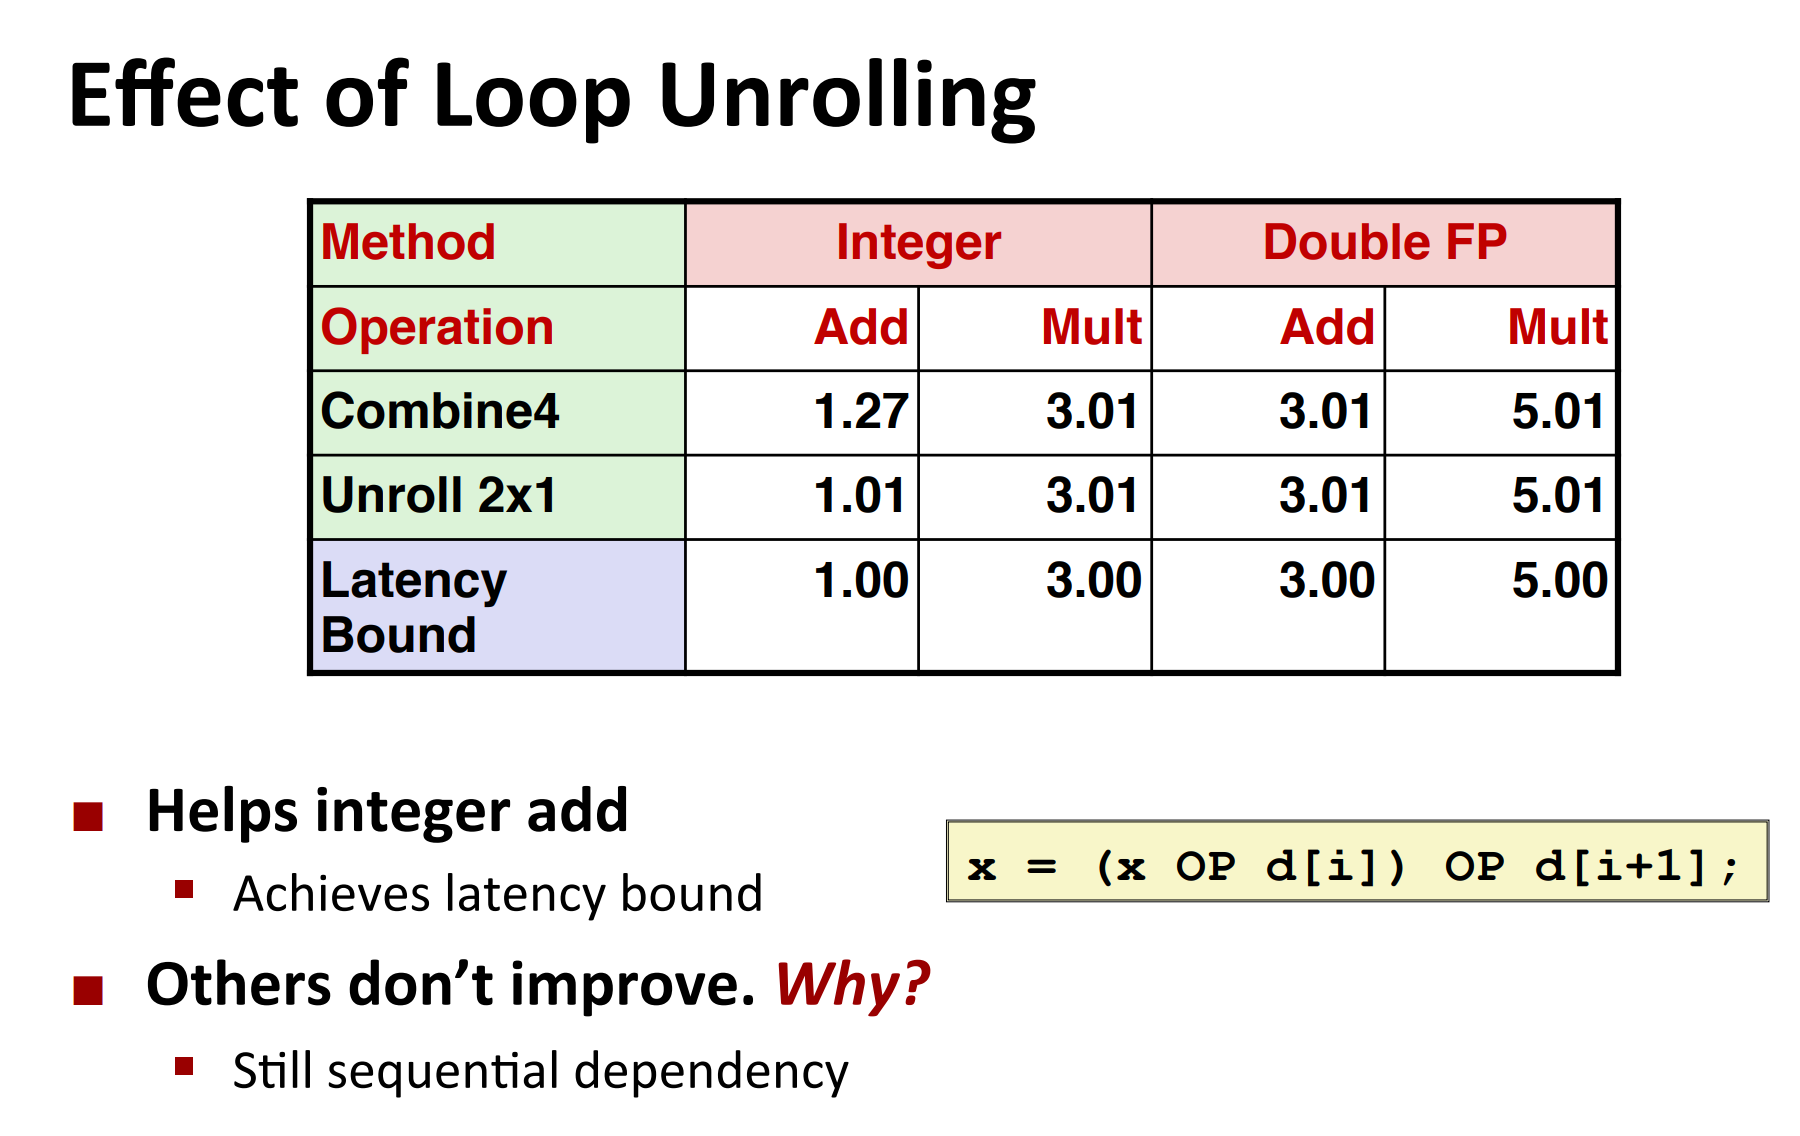 Effect of Loop Unrolling
Method Integer Double FP
Operation Add Mult Add Mult
Combine4 1.27 3.01 3.01 5.01
Unroll 2x1 1.01 3.01 3.01 5.01
Latency 1.00 3.00 3.00 5.00
Bound
Helps integer add
Achieves latency bound
x = (x OP d[i]) OP d[i+1];
Others don’t improve. Why?
Still sequential dependency